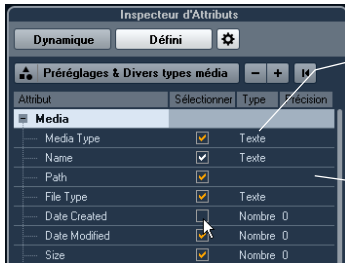 Inspecteur d'Attributs
Dynamique Défini
Préréglages & Divers types média - +
Attribut Sélectionner Type Précision
Media
Media Type Texte
Name Texte
Path
File Type Texte
Date Created Nombre 0
Date Modified Nombre 0
Size Nombre 0